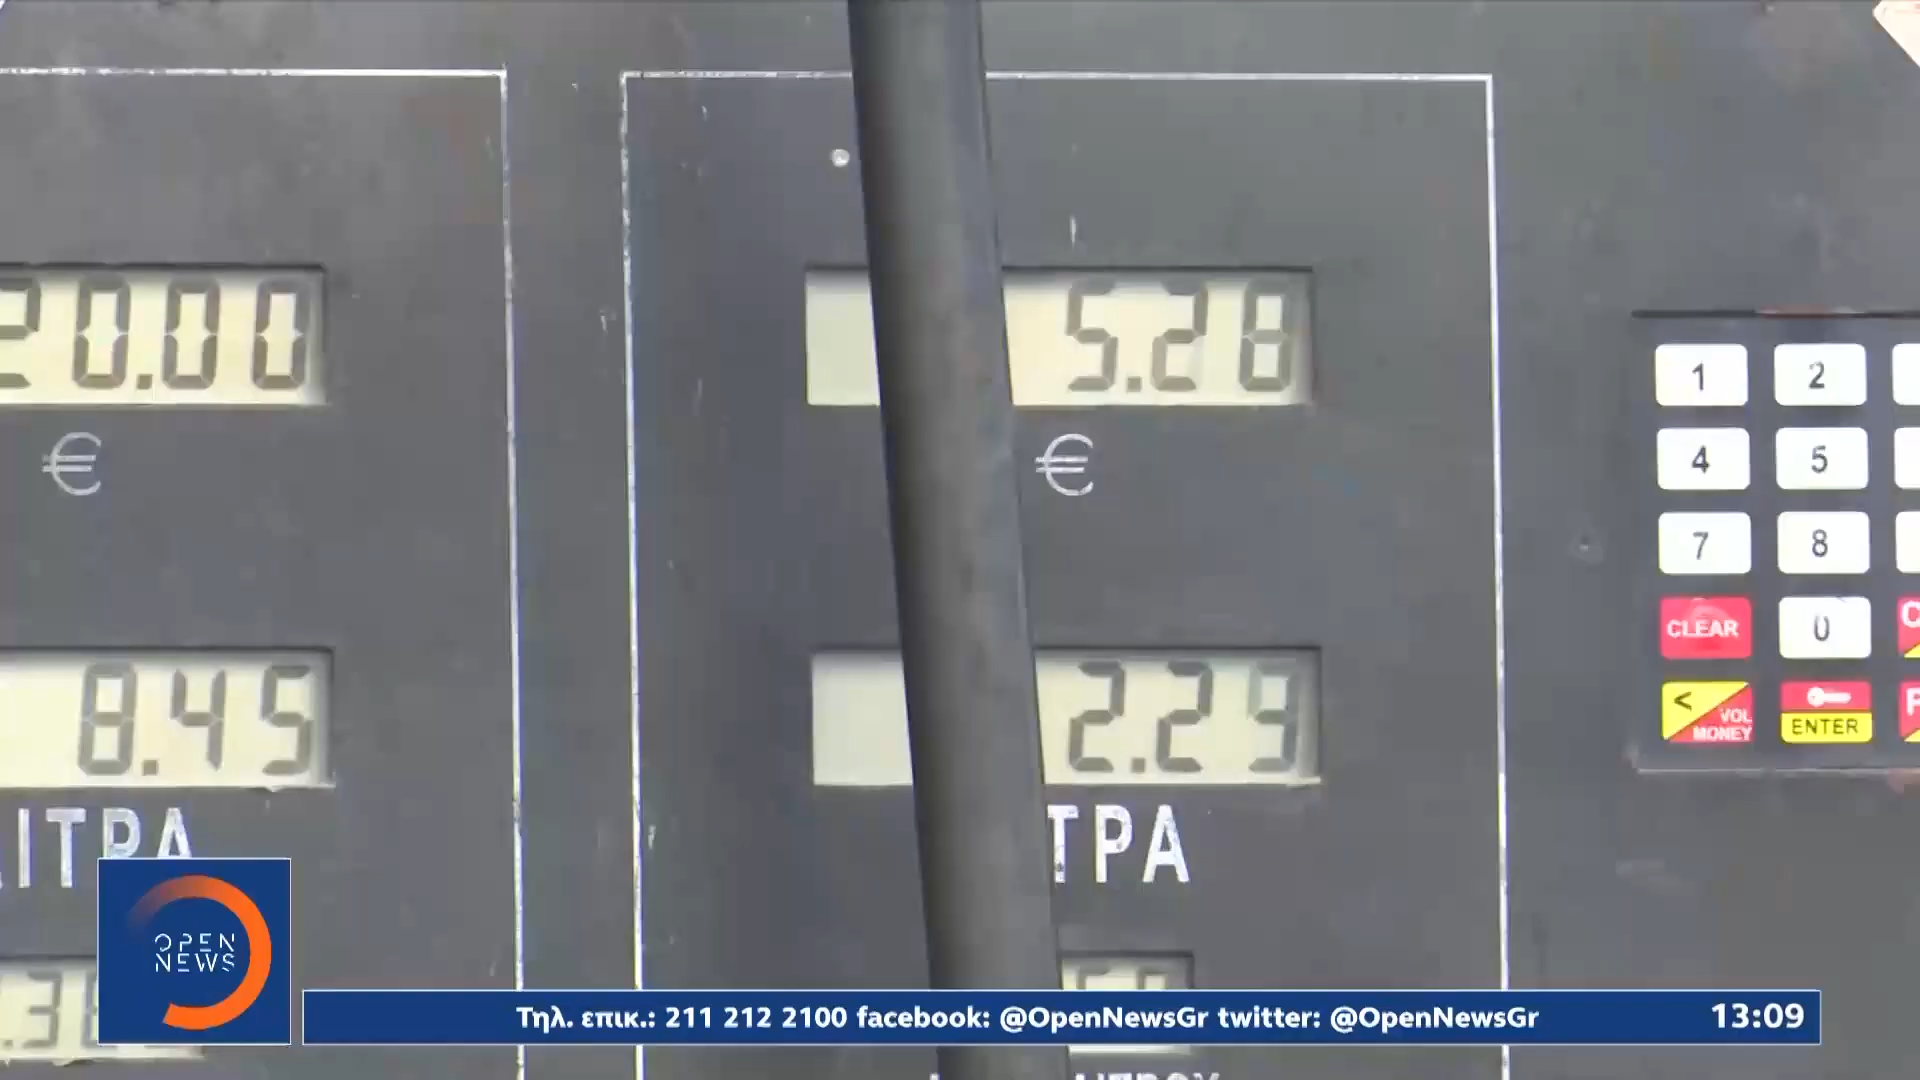 20.00
5.28
€
€
1
2
4
5
7
8
CLEAR
0
<
VOL
MONEY
ENTER
8.45
2.29
ΛΙΤΡΑ
ΤΡΑ
OPEN
NEWS
Τηλ. επικ.: 211 212 2100 facebook: @OpenNewsGr twitter: @OpenNewsGr
13:09